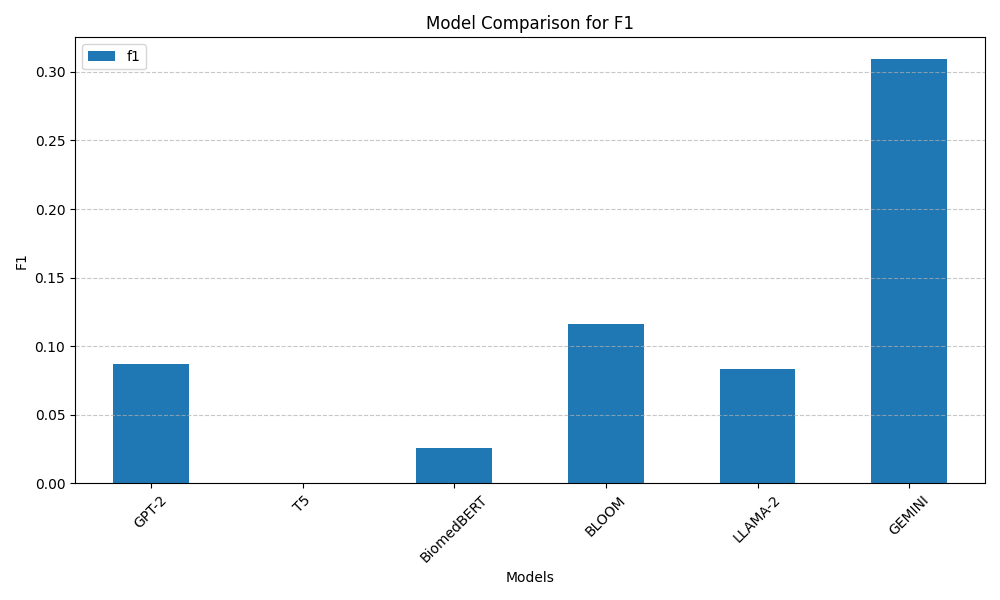 Model Comparison for F1
f1
F1
0.30
0.25
0.20
0.15
0.10
0.05
0.00
GPT-2
T5
BiomedBERT
BLOOM
LLAMA-2
GEMINI
Models